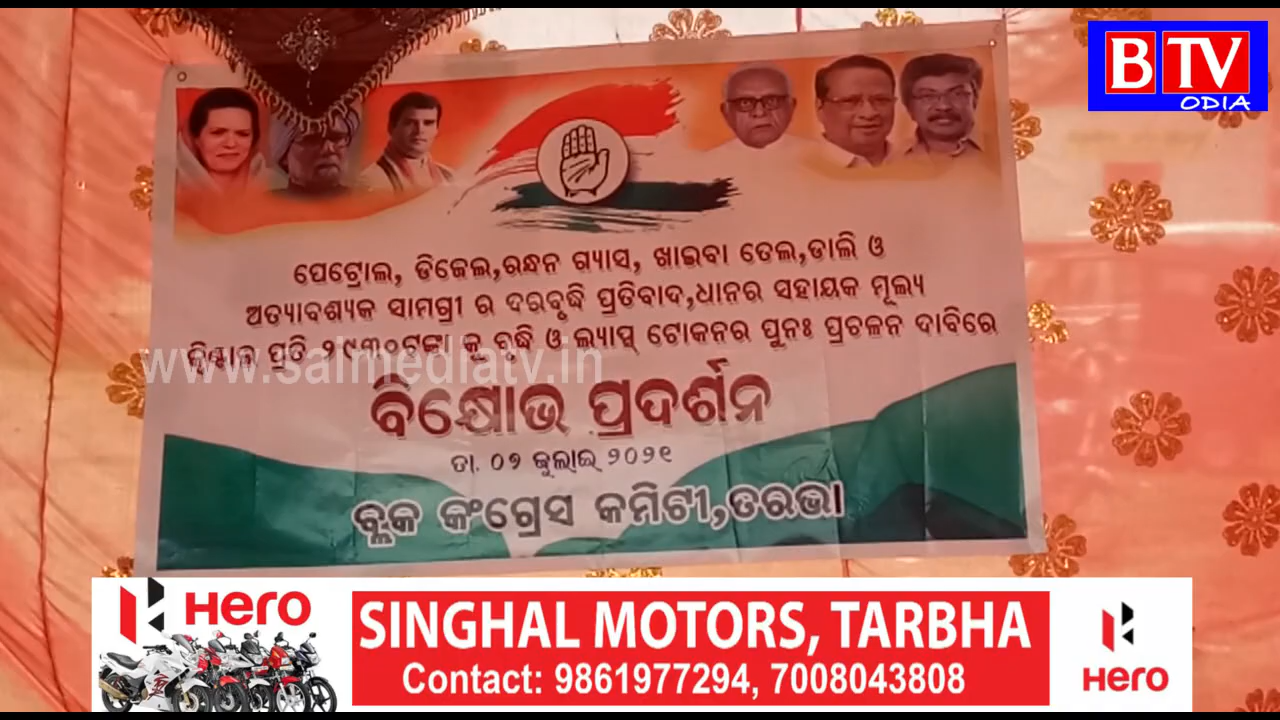 BTV
ODIA
ପେଟ୍ରୋଲ, ଡିଜେଲ,ରନ୍ଧନ ଗ୍ୟାସ, ଖାଇବା ତେଲ,ଡାଲି ଓ
ଅତ୍ୟାବଶ୍ୟକ ସାମଗ୍ରୀ ର ଦରବୃଦ୍ଧି ପ୍ରତିବାଦ,ଧାନର ସହାୟକ ମୂଲ୍ୟ
କ୍ୱିଣ୍ଟାଲ ପ୍ରତି ୨୯୩୦ଟଙ୍କା କୁ ବୃଦ୍ଧି ଓ ଲ୍ୟାପ୍ସ ଟୋକନର ପୁନଃ ପ୍ରଚଳନ ଦାବିରେ
www.saimediatv.in
ବିକ୍ଷୋଭ ପ୍ରଦର୍ଶନ
ତା. ୦୭ ଜୁଲାଇ ୨୦୨୧
ବ୍ଲକ କଂଗ୍ରେସ କମିଟୀ,ତରଭା
Hero
SINGHAL MOTORS, TARBHA
Contact: 9861977294, 7008043808
Hero